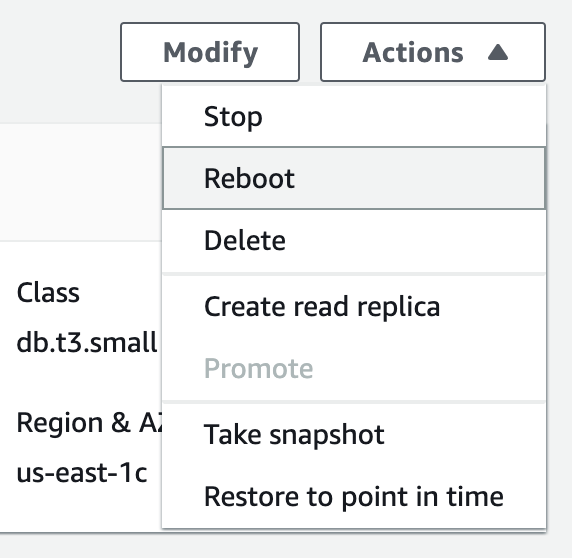 Modify
Actions
Stop
Reboot
Delete
Create read replica
Promote
Take snapshot
Restore to point in time
Class
db.t3.small
Region &
us-east-1c